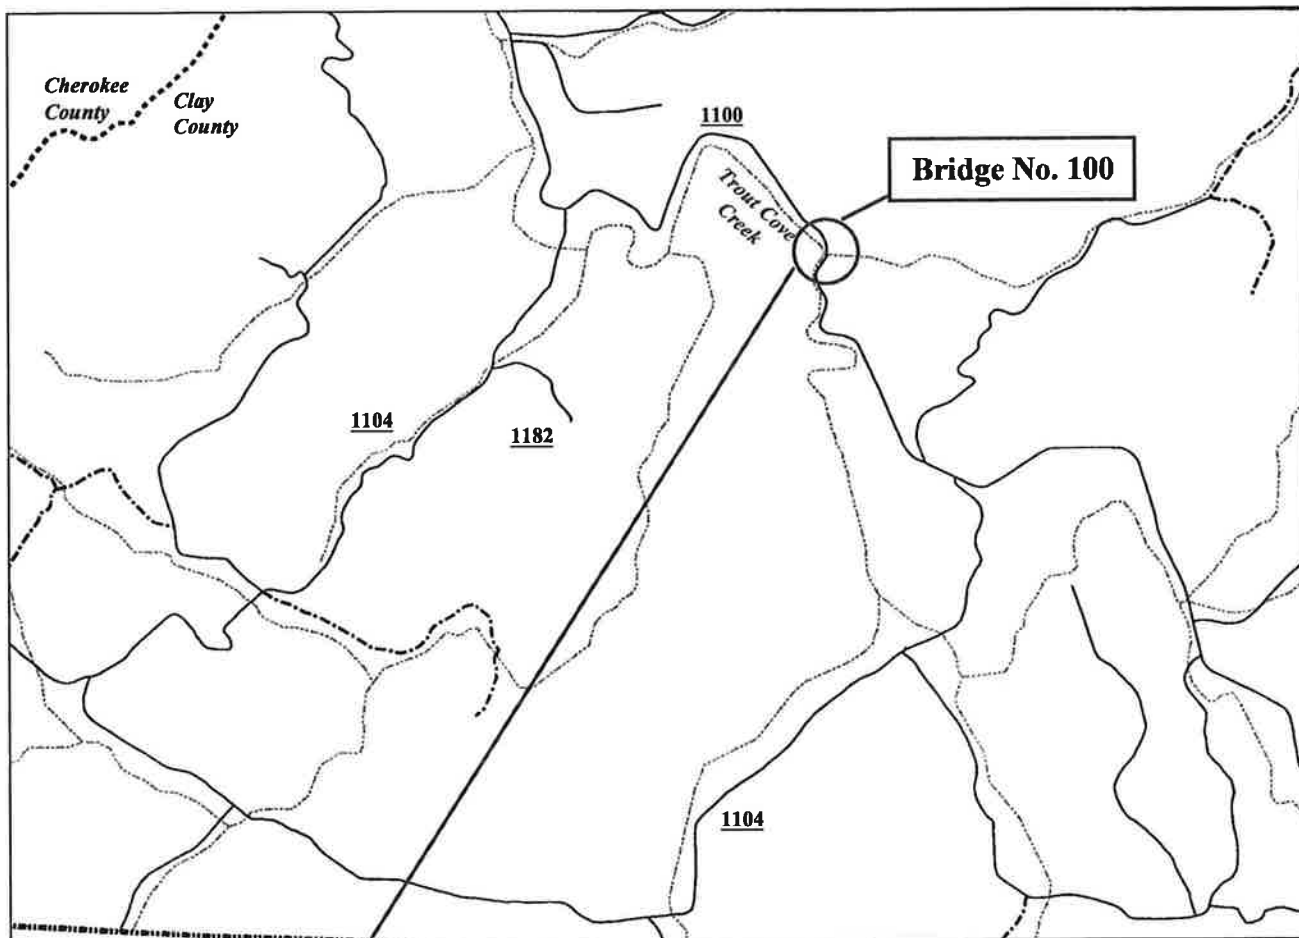 Cherokee
County
Clay
County
1100
Bridge No. 100
Trout Cove
Creek
1104
1182
1104